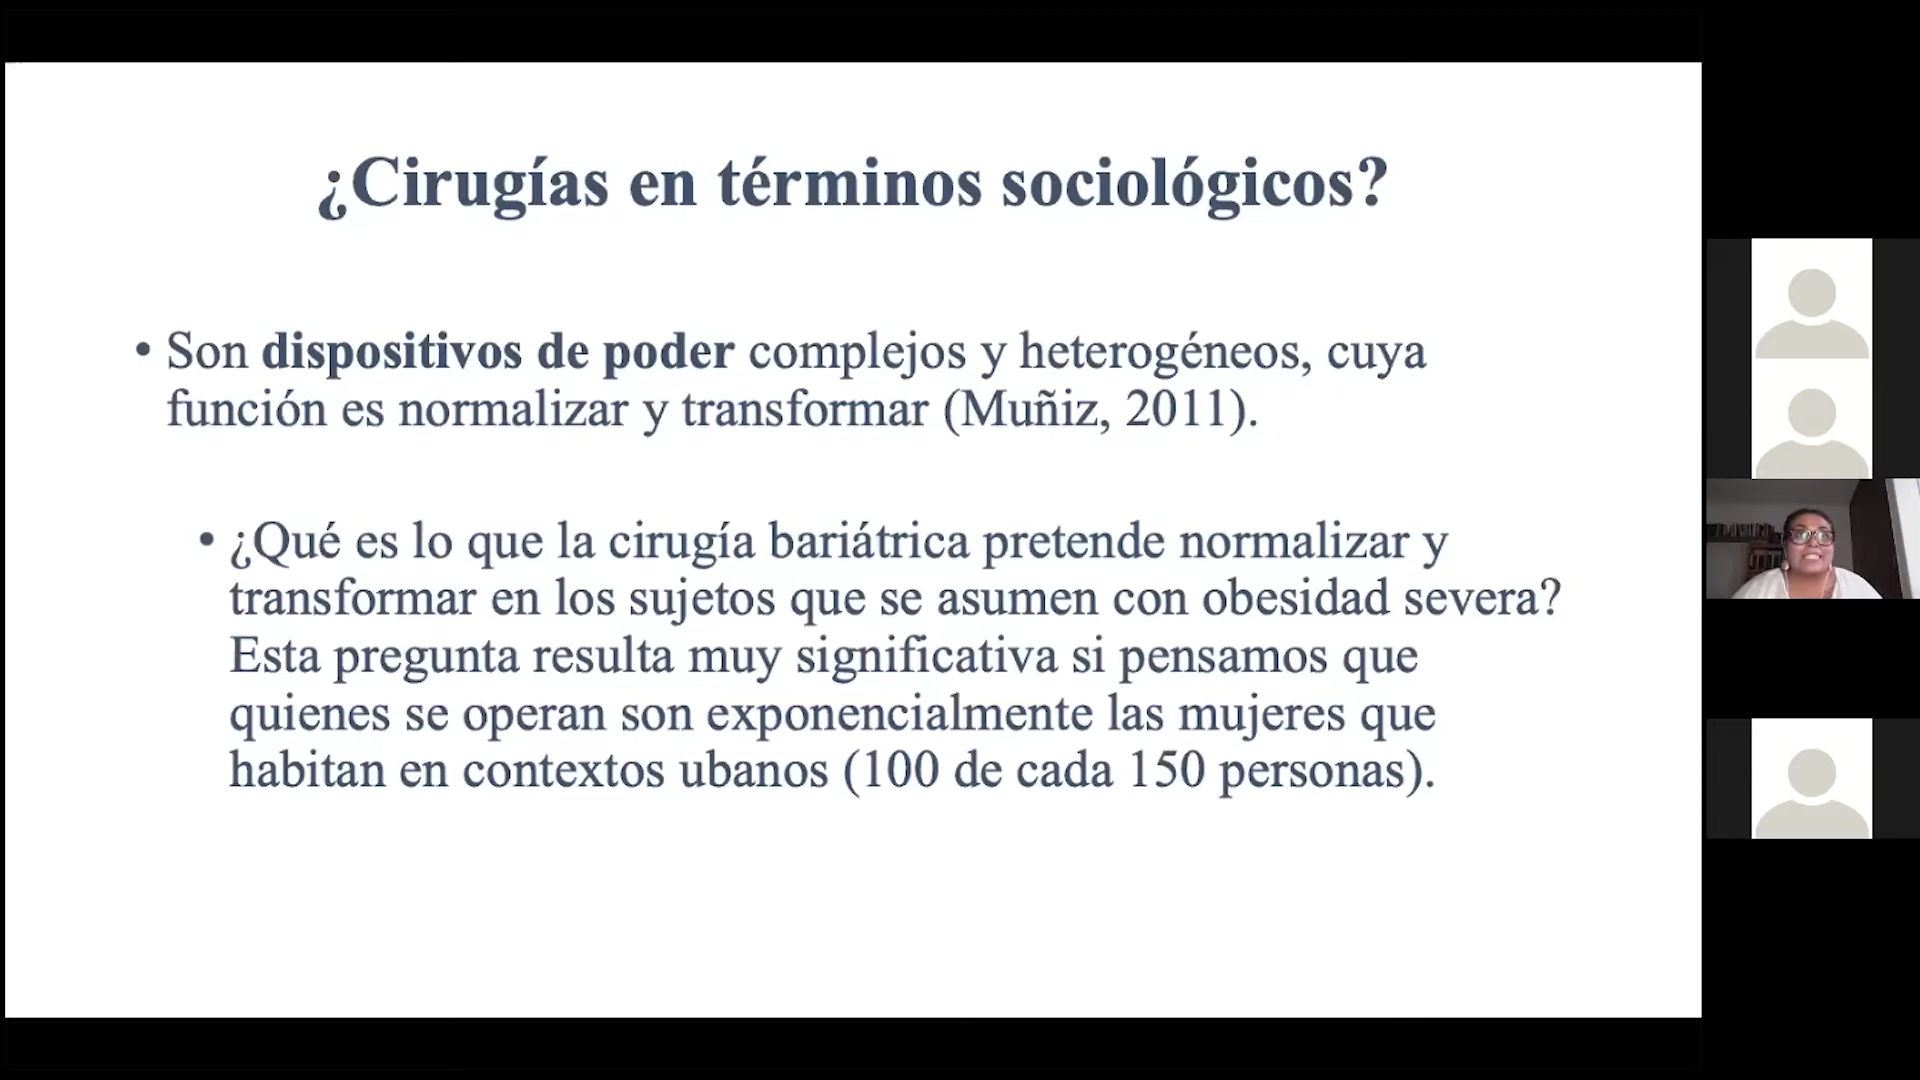 ¿Cirugías en términos sociológicos?
• Son dispositivos de poder complejos y heterogéneos, cuya
función es normalizar y transformar (Muñiz, 2011).
• ¿Qué es lo que la cirugía bariátrica pretende normalizar y
transformar en los sujetos que se asumen con obesidad severa?
Esta pregunta resulta muy significativa si pensamos que
quienes se operan son exponencialmente las mujeres que
habitan en contextos ubanos (100 de cada 150 personas).